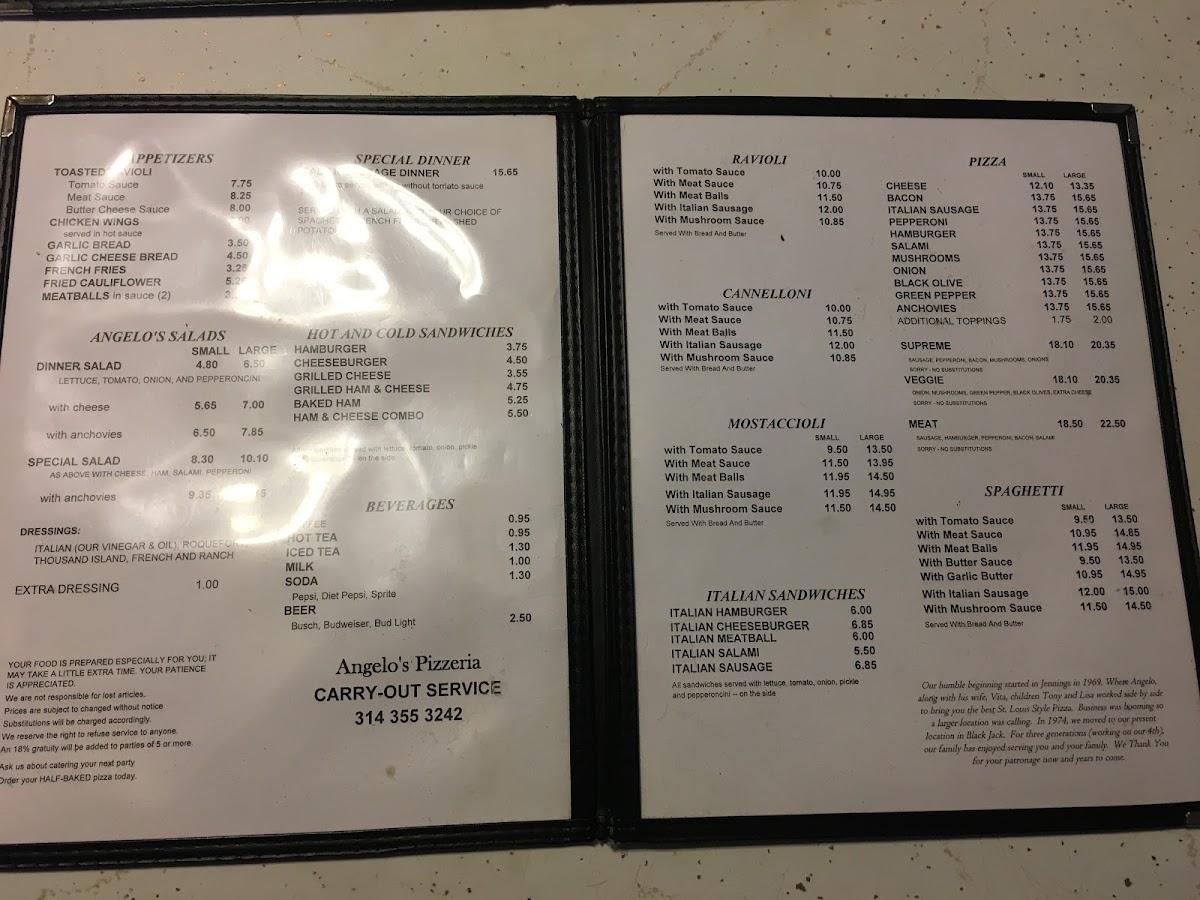 APPETIZERS
TOASTED RAVIOLI
Tomato Sauce 7.75
Meat Sauce 8.25
Butter Cheese Sauce 8.00
CHICKEN WINGS
served in hot sauce
GARLIC BREAD 3.50
GARLIC CHEESE BREAD 4.50
FRENCH FRIES 3.25
FRIED CAULIFLOWER 5.25
MEATBALLS in sauce (2)
ANGELO'S SALADS
SMALL LARGE
DINNER SALAD 4.80 6.50
LETTUCE, TOMATO, ONION, AND PEPPERONCINI
with cheese 5.65 7.00
with anchovies 6.50 7.85
SPECIAL SALAD 8.30 10.10
AS ABOVE WITH CHEESE, HAM, SALAMI, PEPPERONI
with anchovies 9.35
DRESSINGS:
ITALIAN (OUR VINEGAR & OIL), ROQUEFORT,
THOUSAND ISLAND, FRENCH AND RANCH
EXTRA DRESSING 1.00
YOUR FOOD IS PREPARED ESPECIALLY FOR YOU; IT
MAY TAKE A LITTLE EXTRA TIME. YOUR PATIENCE
IS APPRECIATED.
We are not responsible for lost articles.
Prices are subject to changed without notice
Substitutions will be charged accordingly.
We reserve the right to refuse service to anyone.
An 18% gratuity will be added to parties of 5 or more.
Ask us about catering your next party
Order your HALF-BAKED pizza today.
SPECIAL DINNER
DINNER 15.65
without tomato sauce
SALAD YOUR CHOICE OF
HOT AND COLD SANDWICHES
HAMBURGER 3.75
CHEESEBURGER 4.50
GRILLED CHEESE 3.55
GRILLED HAM & CHEESE 4.75
BAKED HAM 5.25
HAM & CHEESE COMBO 5.50
with lettuce, tomato, onion, pickle
on the side
BEVERAGES
COFFEE 0.95
HOT TEA 0.95
ICED TEA 1.30
MILK 1.00
SODA 1.30
Pepsi, Diet Pepsi, Sprite
BEER
Busch, Budweiser, Bud Light 2.50
Angelo's Pizzeria
CARRY-OUT SERVICE
314 355 3242
RAVIOLI
with Tomato Sauce 10.00
With Meat Sauce 10.75
With Meat Balls 11.50
With Italian Sausage 12.00
With Mushroom Sauce 10.85
Served With Bread And Butter
CANNELLONI
with Tomato Sauce 10.00
With Meat Sauce 10.75
With Meat Balls 11.50
With Italian Sausage 12.00
With Mushroom Sauce 10.85
Served With Bread And Butter
MOSTACCIOLI
SMALL LARGE
with Tomato Sauce 9.50 13.50
With Meat Sauce 11.50 13.95
With Meat Balls 11.95 14.50
With Italian Sausage 11.95 14.95
With Mushroom Sauce 11.50 14.50
Served With Bread And Butter
ITALIAN SANDWICHES
ITALIAN HAMBURGER 6.00
ITALIAN CHEESEBURGER 6.85
ITALIAN MEATBALL 6.00
ITALIAN SALAMI 5.50
ITALIAN SAUSAGE 6.85
All sandwiches served with lettuce, tomato, onion, pickle
and pepperoncini -- on the side
PIZZA
SMALL LARGE
CHEESE 12.10 13.35
BACON 13.75 15.65
ITALIAN SAUSAGE 13.75 15.65
PEPPERONI 13.75 15.65
HAMBURGER 13.75 15.65
SALAMI 13.75 15.65
MUSHROOMS 13.75 15.65
ONION 13.75 15.65
BLACK OLIVE 13.75 15.65
GREEN PEPPER 13.75 15.65
ANCHOVIES 13.75 15.65
ADDITIONAL TOPPINGS 1.75 2.00
SUPREME 18.10 20.35
SAUSAGE, PEPPERONI, BACON, MUSHROOMS, ONIONS
SORRY - NO SUBSTITUTIONS
VEGGIE 18.10 20.35
ONION, MUSHROOMS, GREEN PEPPER, BLACK OLIVES, EXTRA CHEESE
SORRY - NO SUBSTITUTIONS
MEAT 18.50 22.50
SAUSAGE, HAMBURGER, PEPPERONI, BACON, SALAMI
SORRY - NO SUBSTITUTIONS
SPAGHETTI
SMALL LARGE
with Tomato Sauce 9.50 13.50
With Meat Sauce 10.95 14.85
With Meat Balls 11.95 14.95
With Butter Sauce 9.50 13.50
With Garlic Butter 10.95 14.95
With Italian Sausage 12.00 15.00
With Mushroom Sauce 11.50 14.50
Served With Bread And Butter
Our humble beginning started in Jennings in 1969. Where Angelo,
along with his wife, Vita, children Tony and Lisa worked side by side
to bring you the best St. Louis Style Pizza. Business was booming so
a larger location was calling. In 1974, we moved to our present
location in Black Jack. For three generations (working on our 4th),
our family has enjoyed serving you and your family. We Thank You
for your patronage now and years to come.